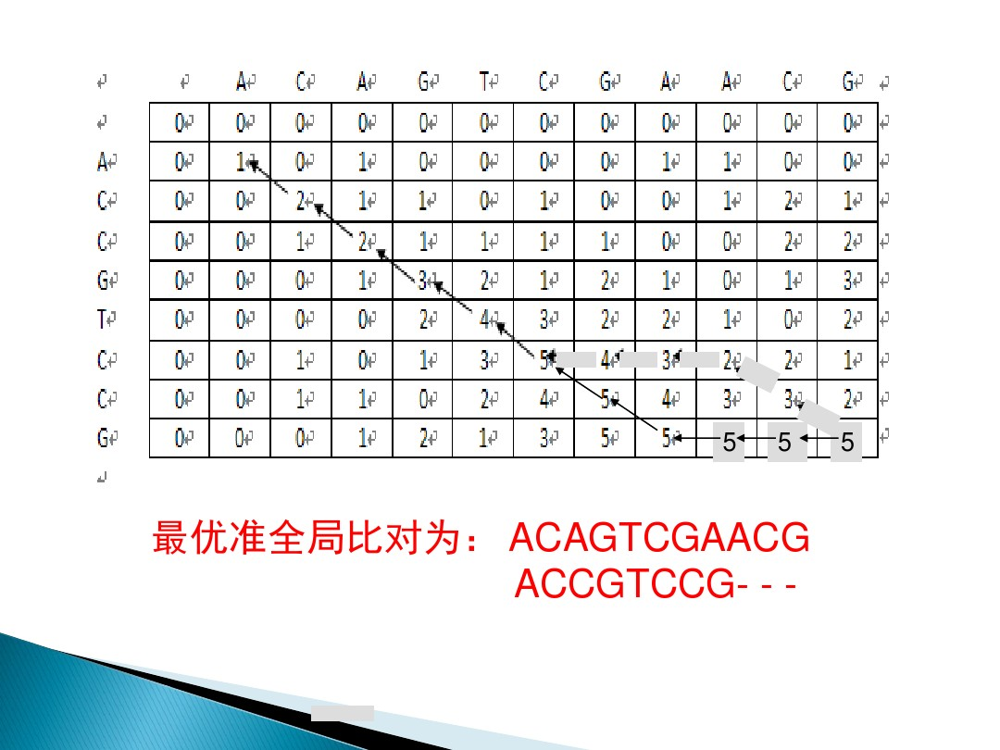 A C A G T C G A A C G
0 0 0 0 0 0 0 0 0 0 0 0
A 0 1 0 1 0 0 0 0 1 1 0 0
C 0 0 2 1 1 0 1 0 0 1 2 1
C 0 0 1 2 1 1 1 1 0 0 2 2
G 0 0 0 1 3 2 1 2 1 0 1 3
T 0 0 0 0 2 4 3 2 2 1 0 2
C 0 0 1 0 1 3 5 4 3 2 2 1
C 0 0 1 1 0 2 4 5 4 3 3 2
G 0 0 0 1 2 1 3 5 5 5 5 5
最优准全局比对为：ACAGTCGAACG
ACCGTCCG- - -